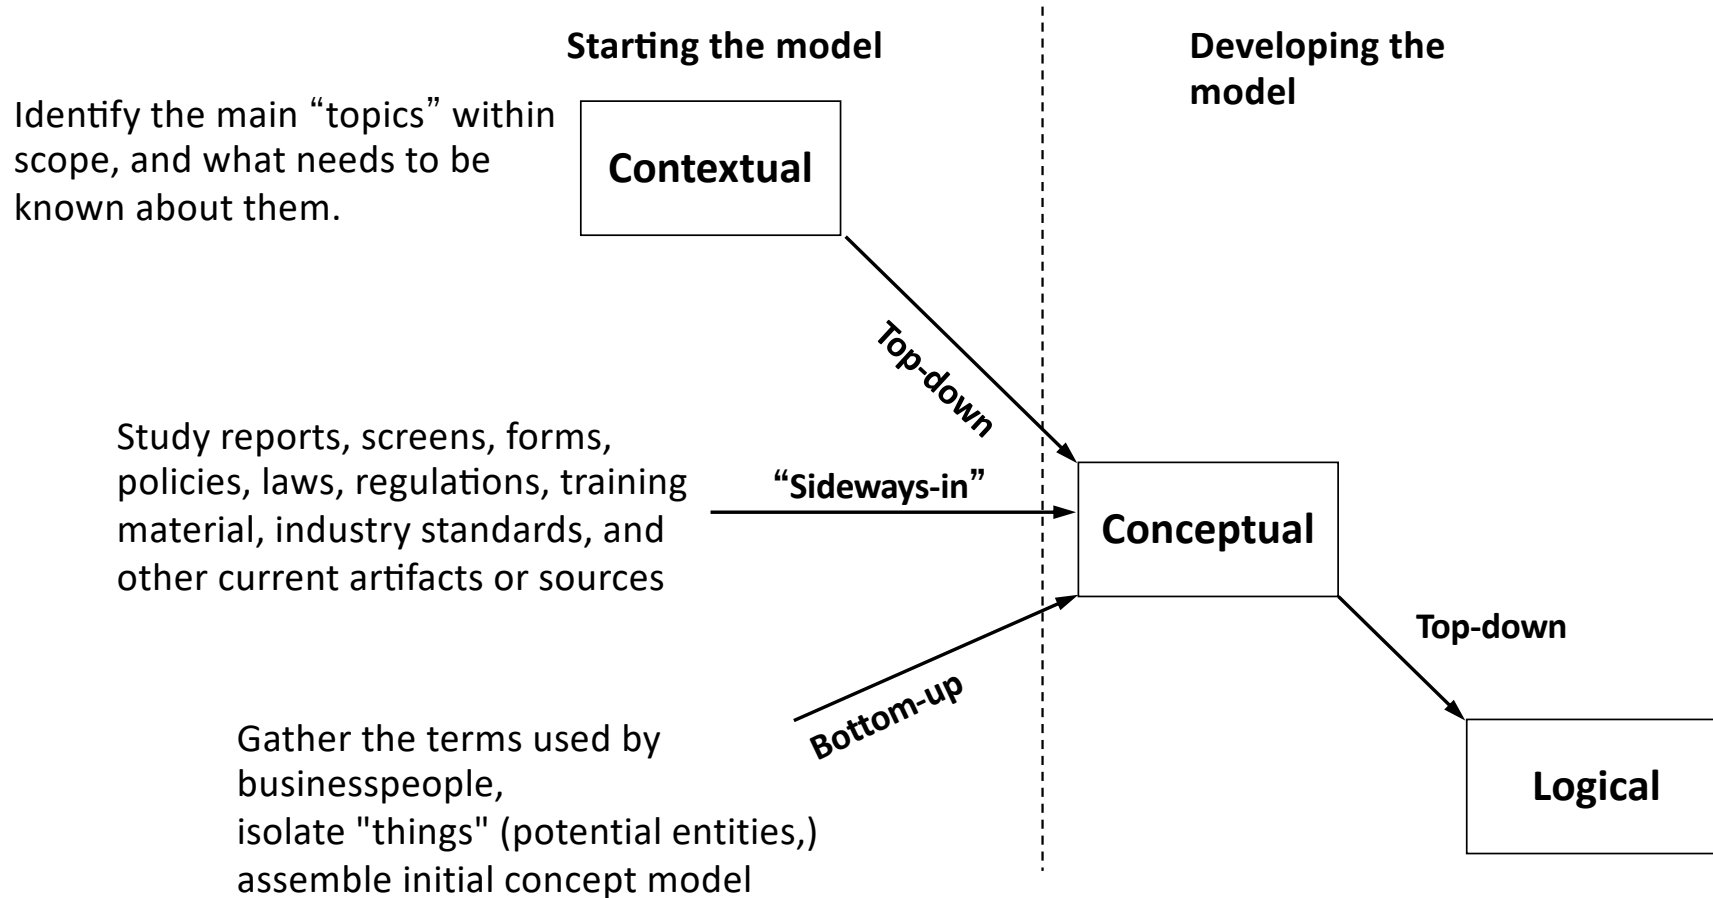 Starting the model
Developing the
model
Identify the main “topics” within
scope, and what needs to be
known about them.
Contextual
Top-down
Study reports, screens, forms,
policies, laws, regulations, training
material, industry standards, and
other current artifacts or sources
“Sideways-in”
Conceptual
Top-down
Bottom-up
Gather the terms used by
businesspeople,
isolate "things" (potential entities,)
assemble initial concept model
Logical